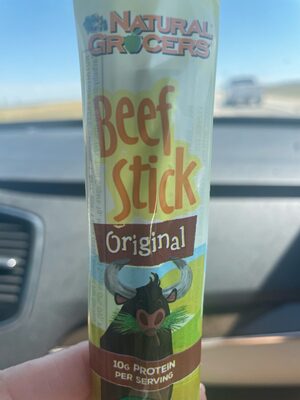 NATURAL
GROCERS
Beef
Stick
Original
10G PROTEIN
PER SERVING